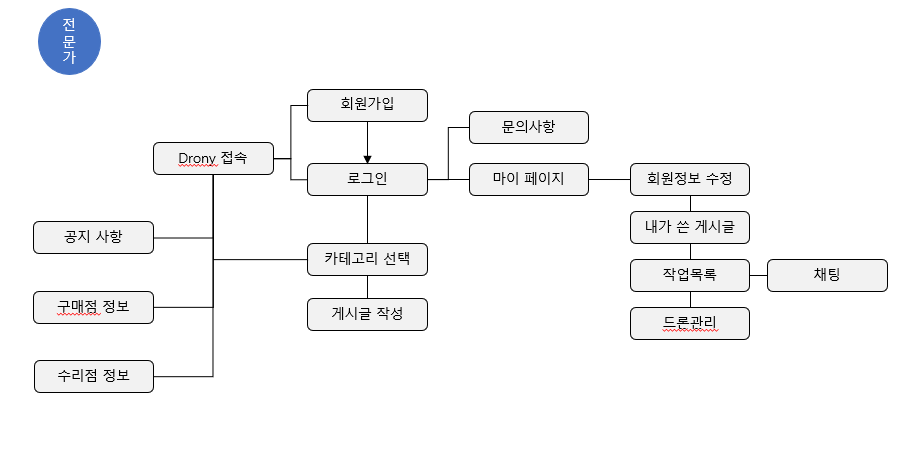 전
문
가
회원가입
문의사항
Drony 접속
로그인
마이 페이지
회원정보 수정
공지 사항
내가 쓴 게시글
카테고리 선택
작업목록
채팅
구매점 정보
게시글 작성
드론관리
수리점 정보